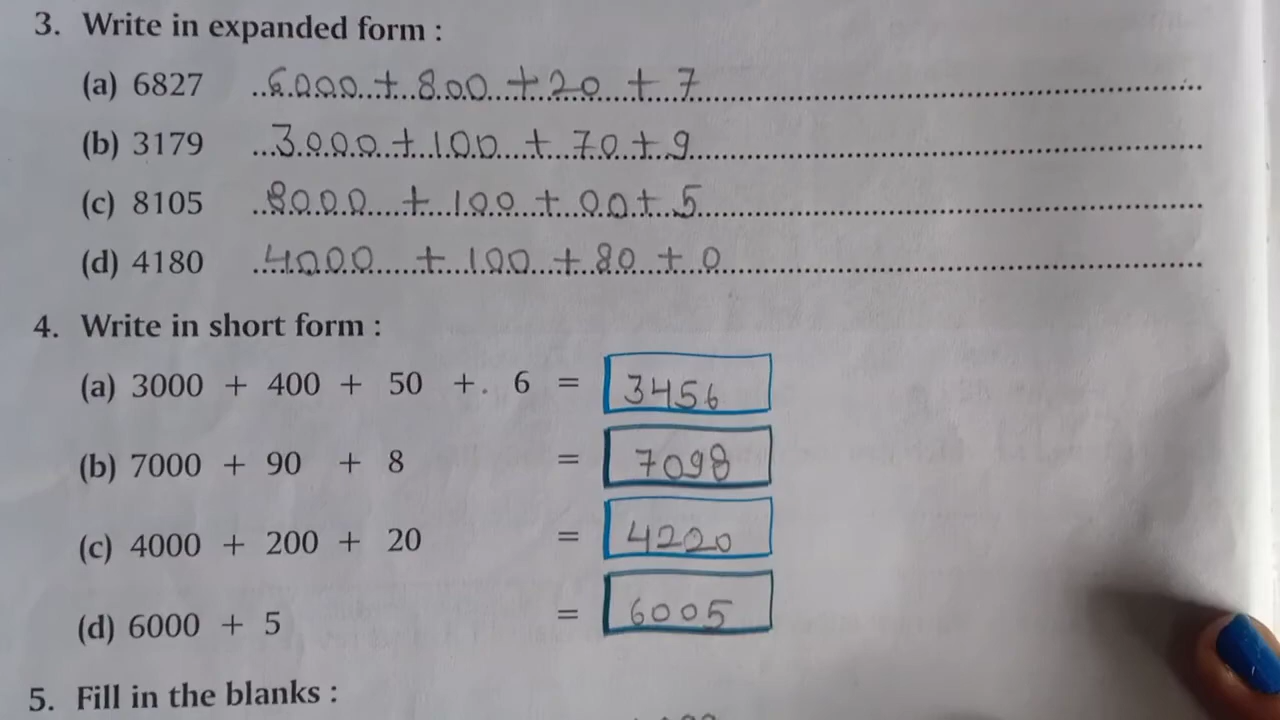 3. Write in expanded form :
(a) 6827 6000 + 800 + 20 + 7
(b) 3179 3000 + 100 + 70 + 9
(c) 8105 8000 + 100 + 00 + 5
(d) 4180 4000 + 100 + 80 + 0
4. Write in short form :
(a) 3000 + 400 + 50 + 6 = 3456
(b) 7000 + 90 + 8 = 7098
(c) 4000 + 200 + 20 = 4220
(d) 6000 + 5 = 6005
5. Fill in the blanks :